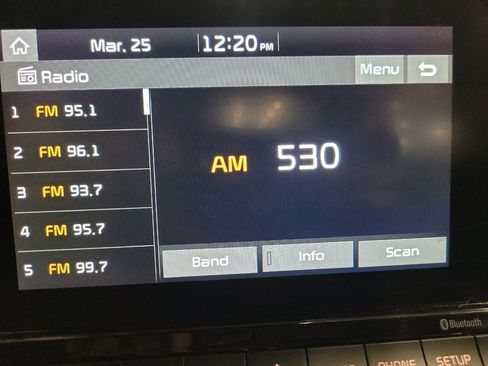 Mar. 25 12:20 PM
Radio Menu
1 FM 95.1
2 FM 96.1
3 FM 93.7
4 FM 95.7
5 FM 99.7
AM 530
Band Info Scan
Bluetooth
PHONE SETUP